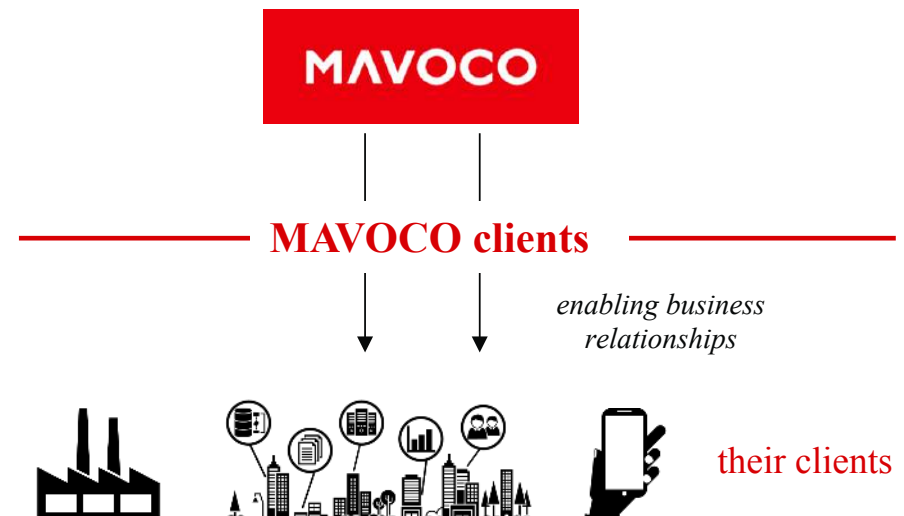 MAVOCO
MAVOCO clients
enabling business
relationships
their clients